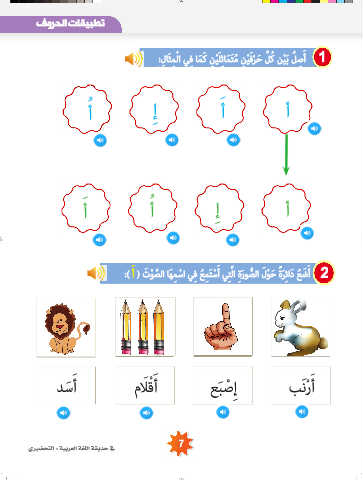 تطبيقات الحروف
1 أَصِلُ بَيْنَ كُلِّ حَرْفَيْنِ مُتَمَاثِلَيْنِ كَمَا فِي الْمِثَالِ:
أ أَ إِ أُ
أ إِ أُ أَ
2 أَضَعُ دَائِرَةً حَوْلَ الصُّورَةِ الَّتِي أَسْتَمِعُ فِي اسْمِهَا الصَّوْتَ ( أَ ):
أَرْنَب إِصْبَع أَقْلَام أَسَد
7
في حديقة اللغة العربية - التحضيري